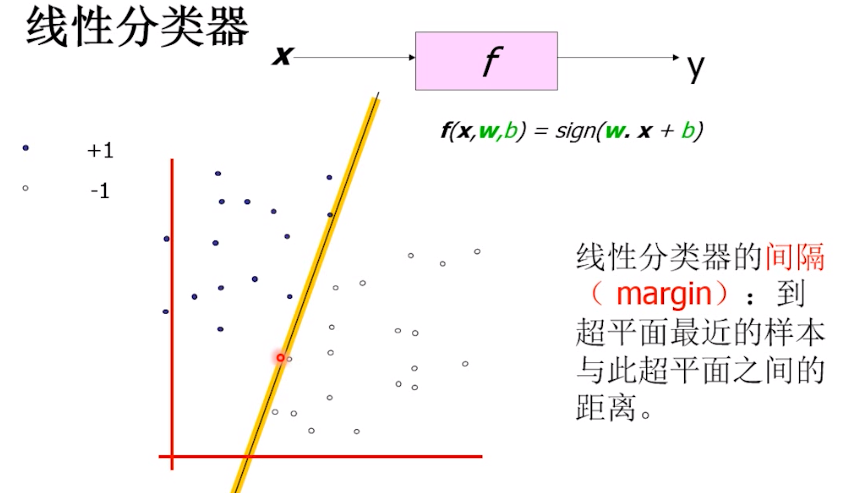 线性分类器
x f y
f(x,w,b) = sign(w. x + b)
+1
-1
线性分类器的间隔
（ margin）：到
超平面最近的样本
与此超平面之间的
距离。